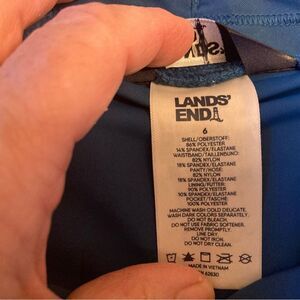 LANDS'
END
6
SHELL/OBERSTOFF:
86% POLYESTER
14% SPANDEX/ELASTANE
WAISTBAND/TAILLENBUND:
82% NYLON
18% SPANDEX/ELASTANE
PANTY/HOSE:
82% NYLON
18% SPANDEX/ELASTANE
LINING/FUTTER:
90% POLYESTER
10% SPANDEX/ELASTANE
POCKET/TASCHE:
100% POLYESTER
MACHINE WASH COLD DELICATE.
WASH DARK COLORS SEPARATELY.
DO NOT BLEACH.
DO NOT USE FABRIC SOFTENER.
REMOVE PROMPTLY.
LINE DRY.
DO NOT IRON.
DO NOT DRY CLEAN.
MADE IN VIETNAM
RN 62830